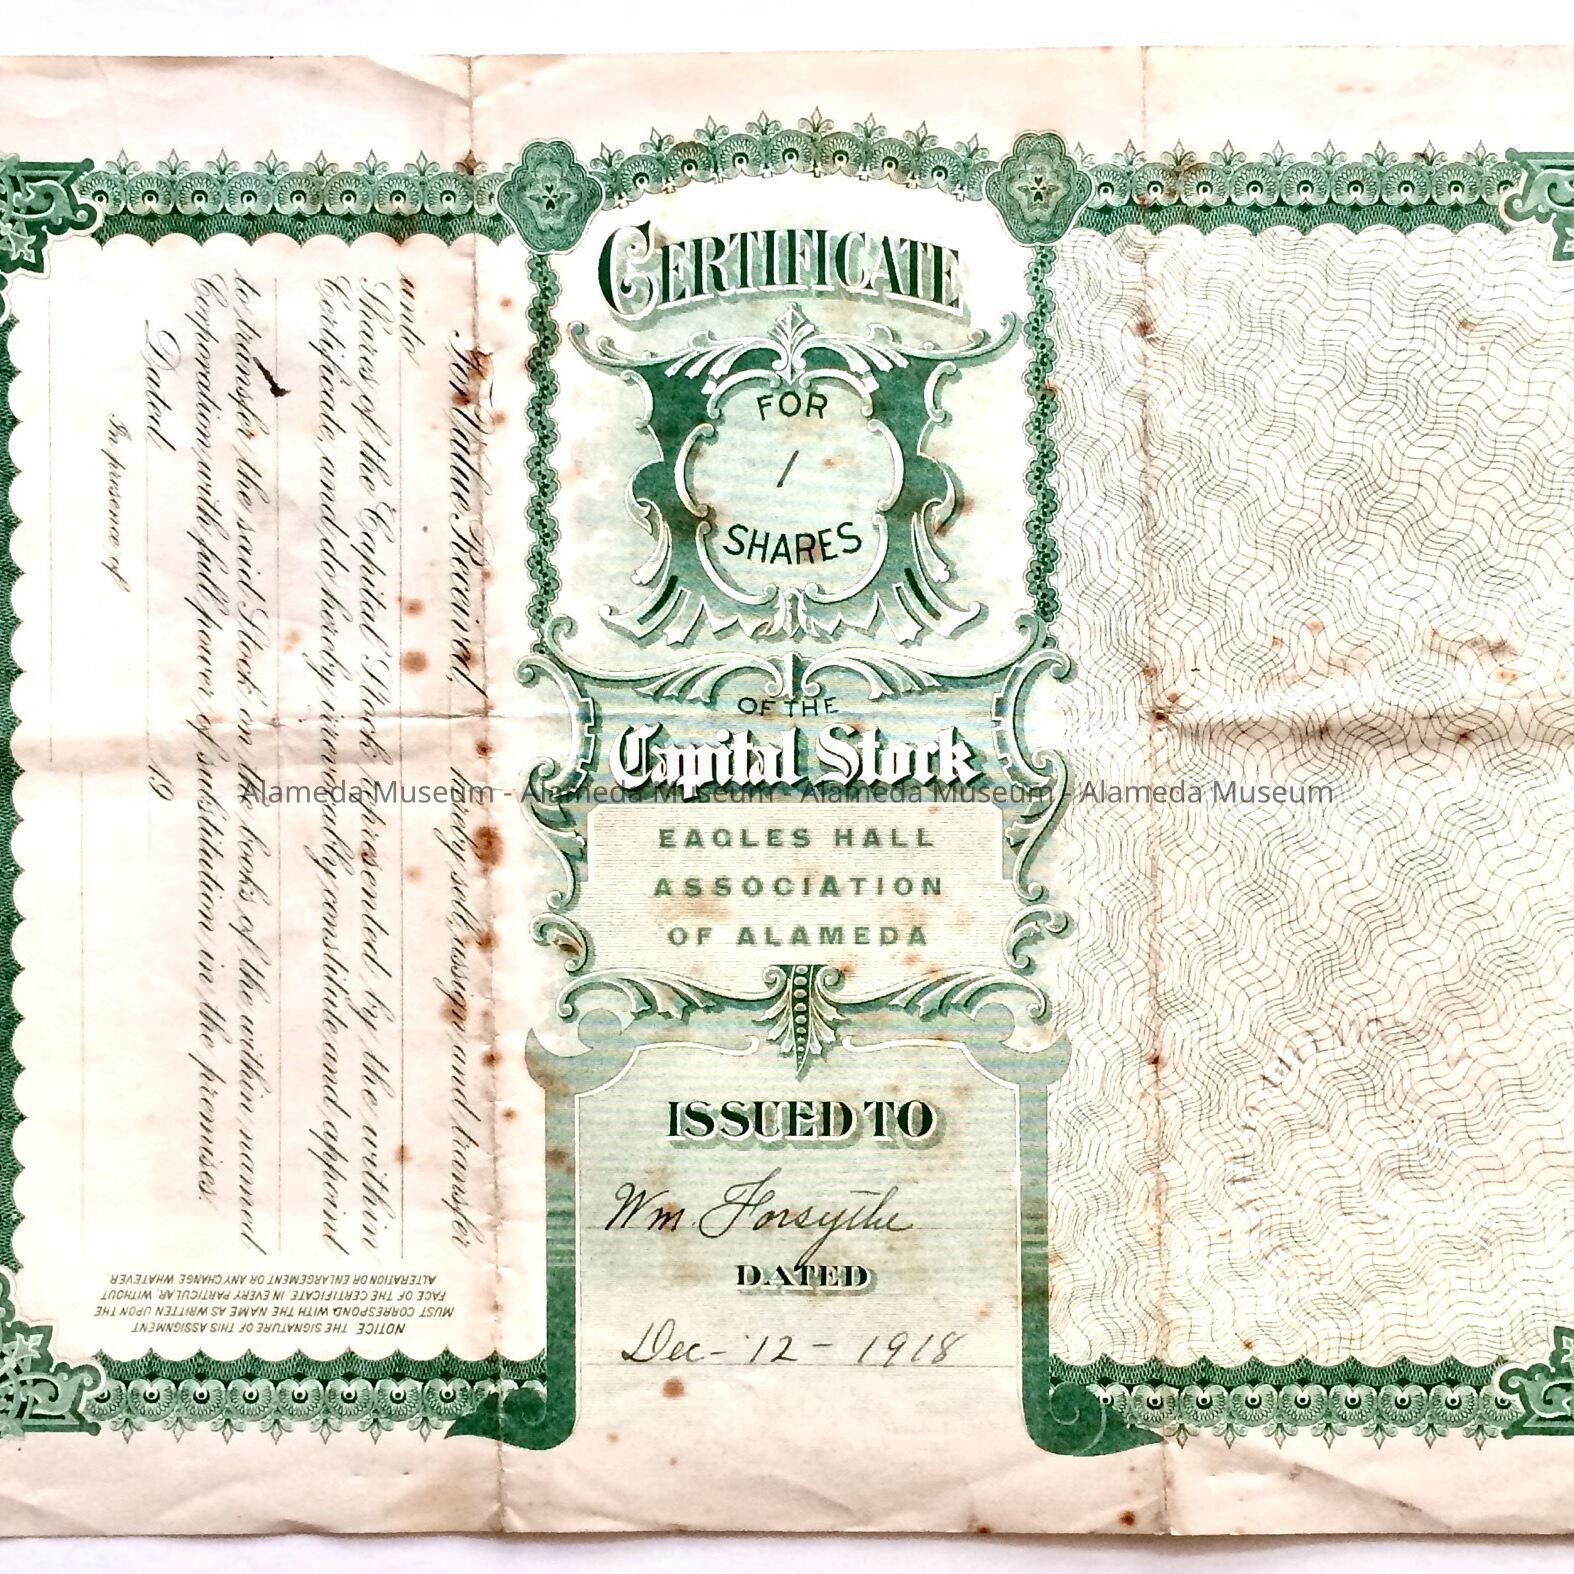 CERTIFICATE
FOR
1
SHARES
OF THE
Capital Stock
EAGLES HALL
ASSOCIATION
OF ALAMEDA
ISSUED TO
Wm. Forsythe
DATED
Dec - 12 - 1918
For Value Received, hereby sell, assign and transfer
unto
Shares of the Capital Stock represented by the within
Certificate, and do hereby irrevocably constitute and appoint
to transfer the said Stock on the books of the within named
Corporation with full power of substitution in the premises.
Dated 19
In presence of
NOTICE THE SIGNATURE OF THIS ASSIGNMENT
MUST CORRESPOND WITH THE NAME AS WRITTEN UPON THE
FACE OF THE CERTIFICATE IN EVERY PARTICULAR WITHOUT
ALTERATION OR ENLARGEMENT OR ANY CHANGE WHATEVER
Alameda Museum - Alameda Museum - Alameda Museum - Alameda Museum